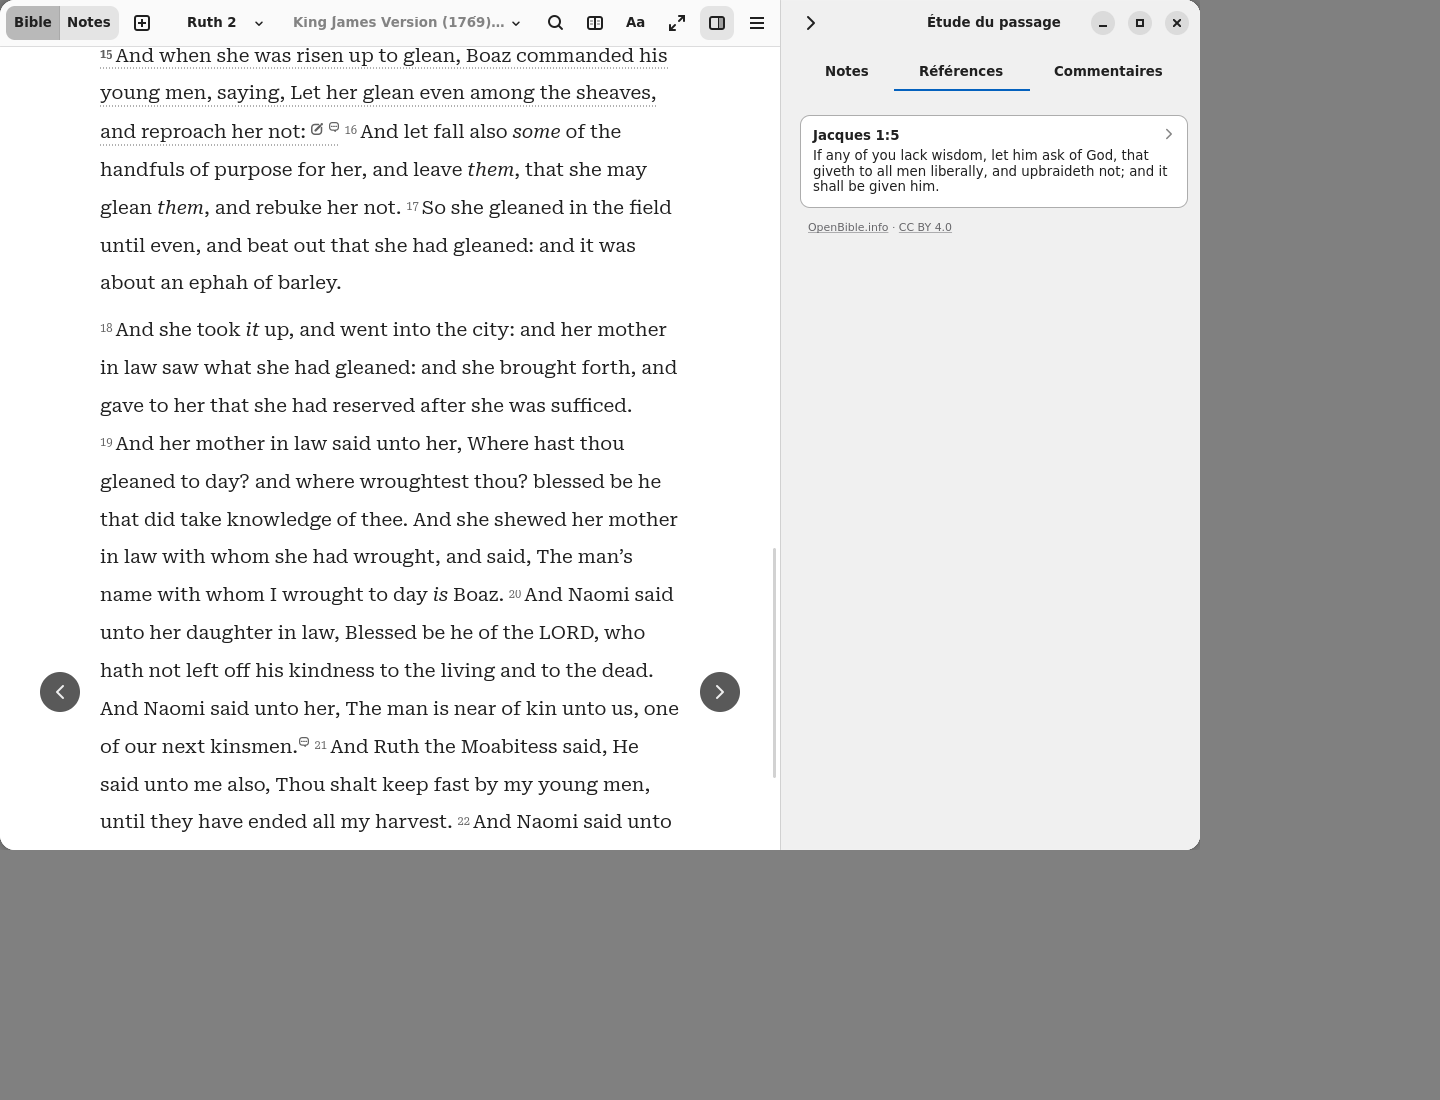 Bible Notes Ruth 2 King James Version (1769)... Aa
15 And when she was risen up to glean, Boaz commanded his
young men, saying, Let her glean even among the sheaves,
and reproach her not: 16 And let fall also some of the
handfuls of purpose for her, and leave them, that she may
glean them, and rebuke her not. 17 So she gleaned in the field
until even, and beat out that she had gleaned: and it was
about an ephah of barley.
18 And she took it up, and went into the city: and her mother
in law saw what she had gleaned: and she brought forth, and
gave to her that she had reserved after she was sufficed.
19 And her mother in law said unto her, Where hast thou
gleaned to day? and where wroughtest thou? blessed be he
that did take knowledge of thee. And she shewed her mother
in law with whom she had wrought, and said, The man’s
name with whom I wrought to day is Boaz. 20 And Naomi said
unto her daughter in law, Blessed be he of the LORD, who
hath not left off his kindness to the living and to the dead.
And Naomi said unto her, The man is near of kin unto us, one
of our next kinsmen. 21 And Ruth the Moabitess said, He
said unto me also, Thou shalt keep fast by my young men,
until they have ended all my harvest. 22 And Naomi said unto
Étude du passage
Notes Références Commentaires
Jacques 1:5
If any of you lack wisdom, let him ask of God, that
giveth to all men liberally, and upbraideth not; and it
shall be given him.
OpenBible.info · CC BY 4.0